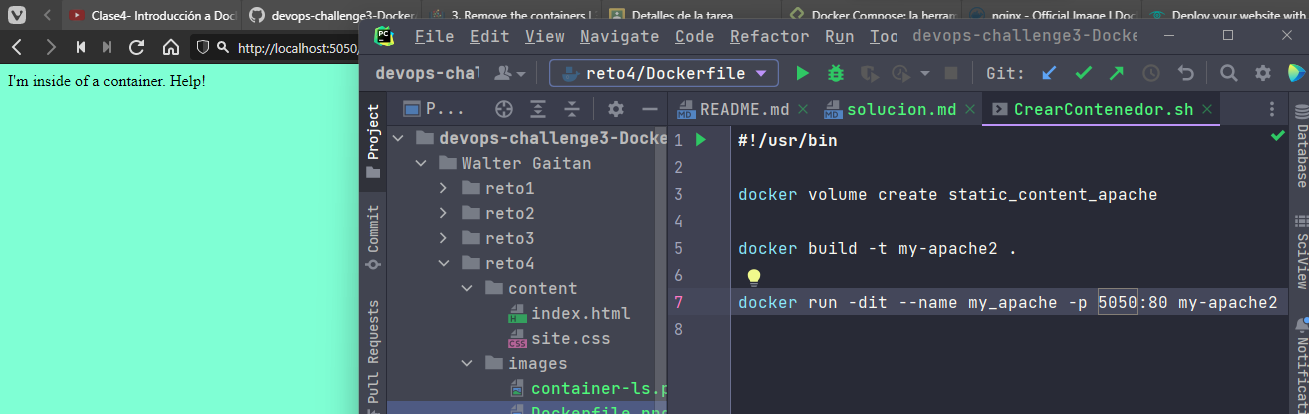 Clase4- Introducción a Doc
devops-challenge3-Docker
3. Remove the containers |
Detalles de la tarea
Docker Compose: la herram
nginx - Official Image | Doc
Deploy your website with
http://localhost:5050/
I'm inside of a container. Help!
PC
File Edit View Navigate Code Refactor Run Too devops-challenge3-Docke
devops-chal
reto4/Dockerfile
Git:
P...
README.md
solucion.md
CrearContenedor.sh
Project
Commit
Pull Requests
devops-challenge3-Docke
Walter Gaitan
reto1
reto2
reto3
reto4
content
index.html
site.css
images
container-ls.p
Dockerfile.png
1 #!/usr/bin
2
3 docker volume create static_content_apache
4
5 docker build -t my-apache2 .
6
7 docker run -dit --name my_apache -p 5050:80 my-apache2
8
Database
SciView
Notificati